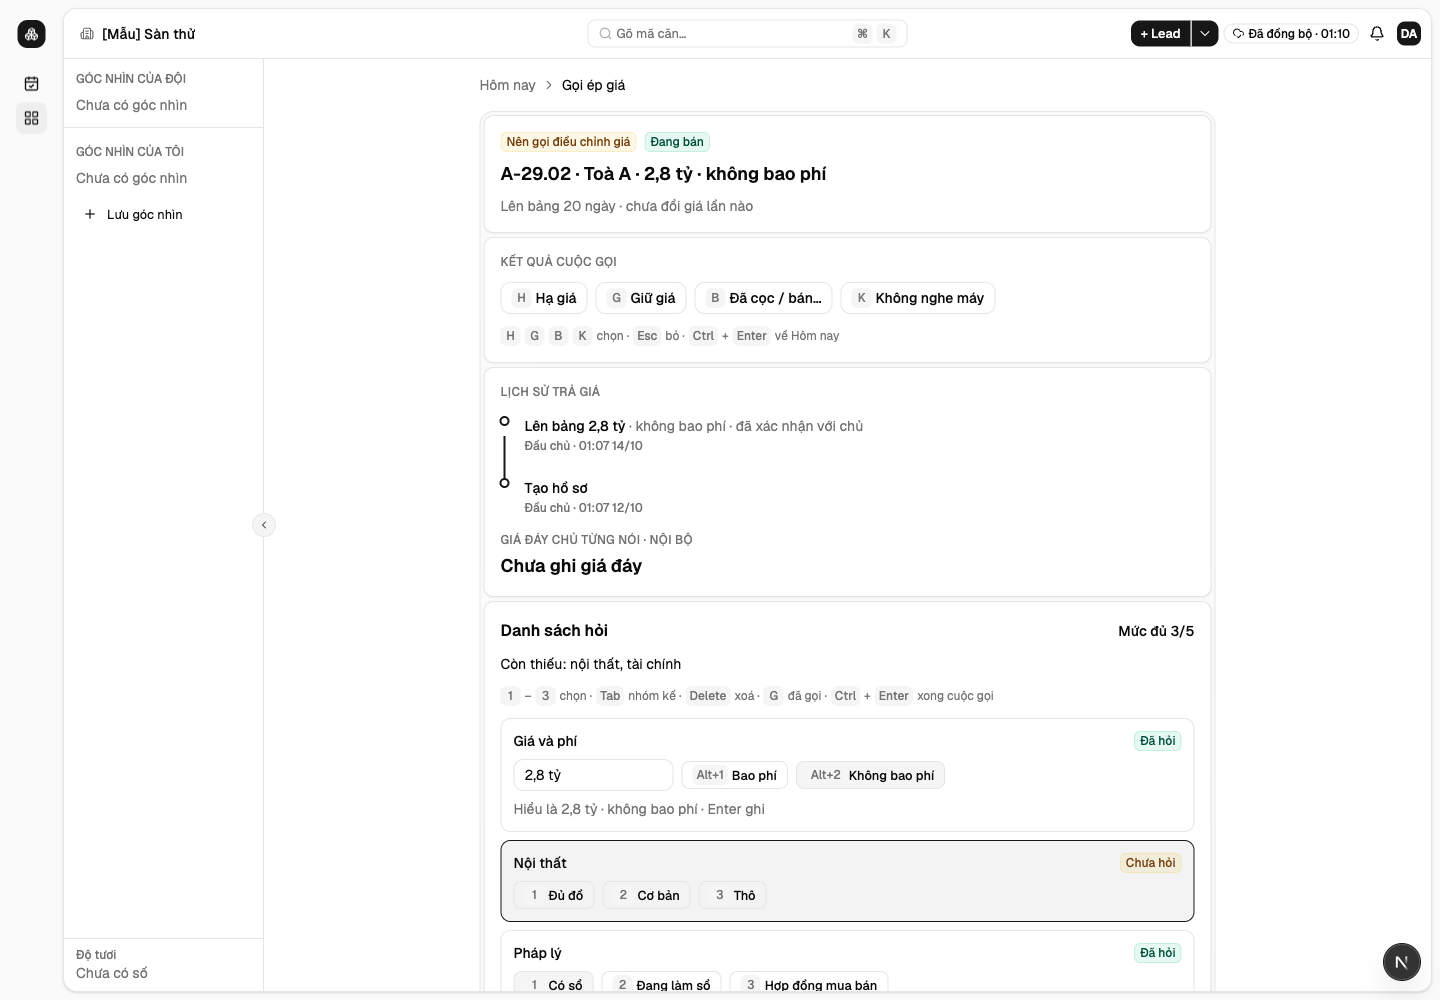 [Mẫu] Sàn thử
Gõ mã căn...
⌘ K
+ Lead
Đã đồng bộ · 01:10
DA
GÓC NHÌN CỦA ĐỘI
Chưa có góc nhìn
GÓC NHÌN CỦA TÔI
Chưa có góc nhìn
+ Lưu góc nhìn
Độ tươi
Chưa có số
Hôm nay > Gọi ép giá
Nên gọi điều chỉnh giá Đang bán
A-29.02 · Toà A · 2,8 tỷ · không bao phí
Lên bảng 20 ngày · chưa đổi giá lần nào
KẾT QUẢ CUỘC GỌI
H Hạ giá G Giữ giá B Đã cọc / bán... K Không nghe máy
H G B K chọn · Esc bỏ · Ctrl + Enter về Hôm nay
LỊCH SỬ TRẢ GIÁ
Lên bảng 2,8 tỷ · không bao phí · đã xác nhận với chủ
Đầu chủ · 01:07 14/10
Tạo hồ sơ
Đầu chủ · 01:07 12/10
GIÁ ĐÁY CHỦ TỪNG NÓI · NỘI BỘ
Chưa ghi giá đáy
Danh sách hỏi Mức đủ 3/5
Còn thiếu: nội thất, tài chính
1 – 3 chọn · Tab nhóm kế · Delete xoá · G đã gọi · Ctrl + Enter xong cuộc gọi
Giá và phí Đã hỏi
2,8 tỷ Alt+1 Bao phí Alt+2 Không bao phí
Hiểu là 2,8 tỷ · không bao phí · Enter ghi
Nội thất Chưa hỏi
1 Đủ đồ 2 Cơ bản 3 Thô
Pháp lý Đã hỏi
1 Có sổ 2 Đang làm sổ 3 Hợp đồng mua bán
N